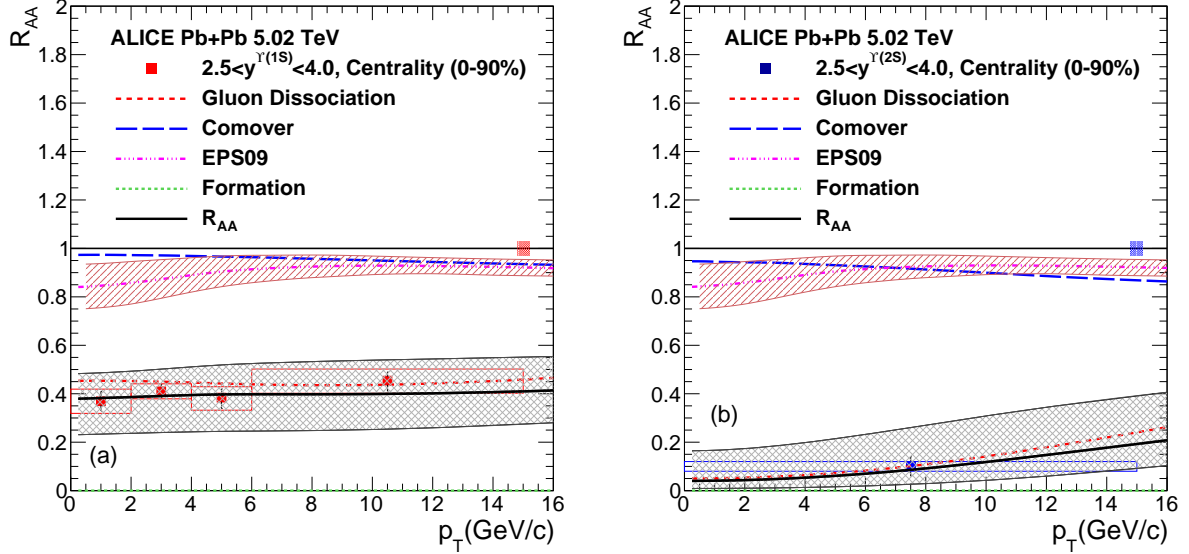 R_AA
2
1.8
1.6
1.4
1.2
1
0.8
0.6
0.4
0.2
0
ALICE Pb+Pb 5.02 TeV
2.5<y^ϒ(1S)<4.0, Centrality (0-90%)
Gluon Dissociation
Comover
EPS09
Formation
R_AA
(a)
0 2 4 6 8 10 12 14 16
p_T(GeV/c)
R_AA
2
1.8
1.6
1.4
1.2
1
0.8
0.6
0.4
0.2
0
ALICE Pb+Pb 5.02 TeV
2.5<y^ϒ(2S)<4.0, Centrality (0-90%)
Gluon Dissociation
Comover
EPS09
Formation
R_AA
(b)
0 2 4 6 8 10 12 14 16
p_T(GeV/c)